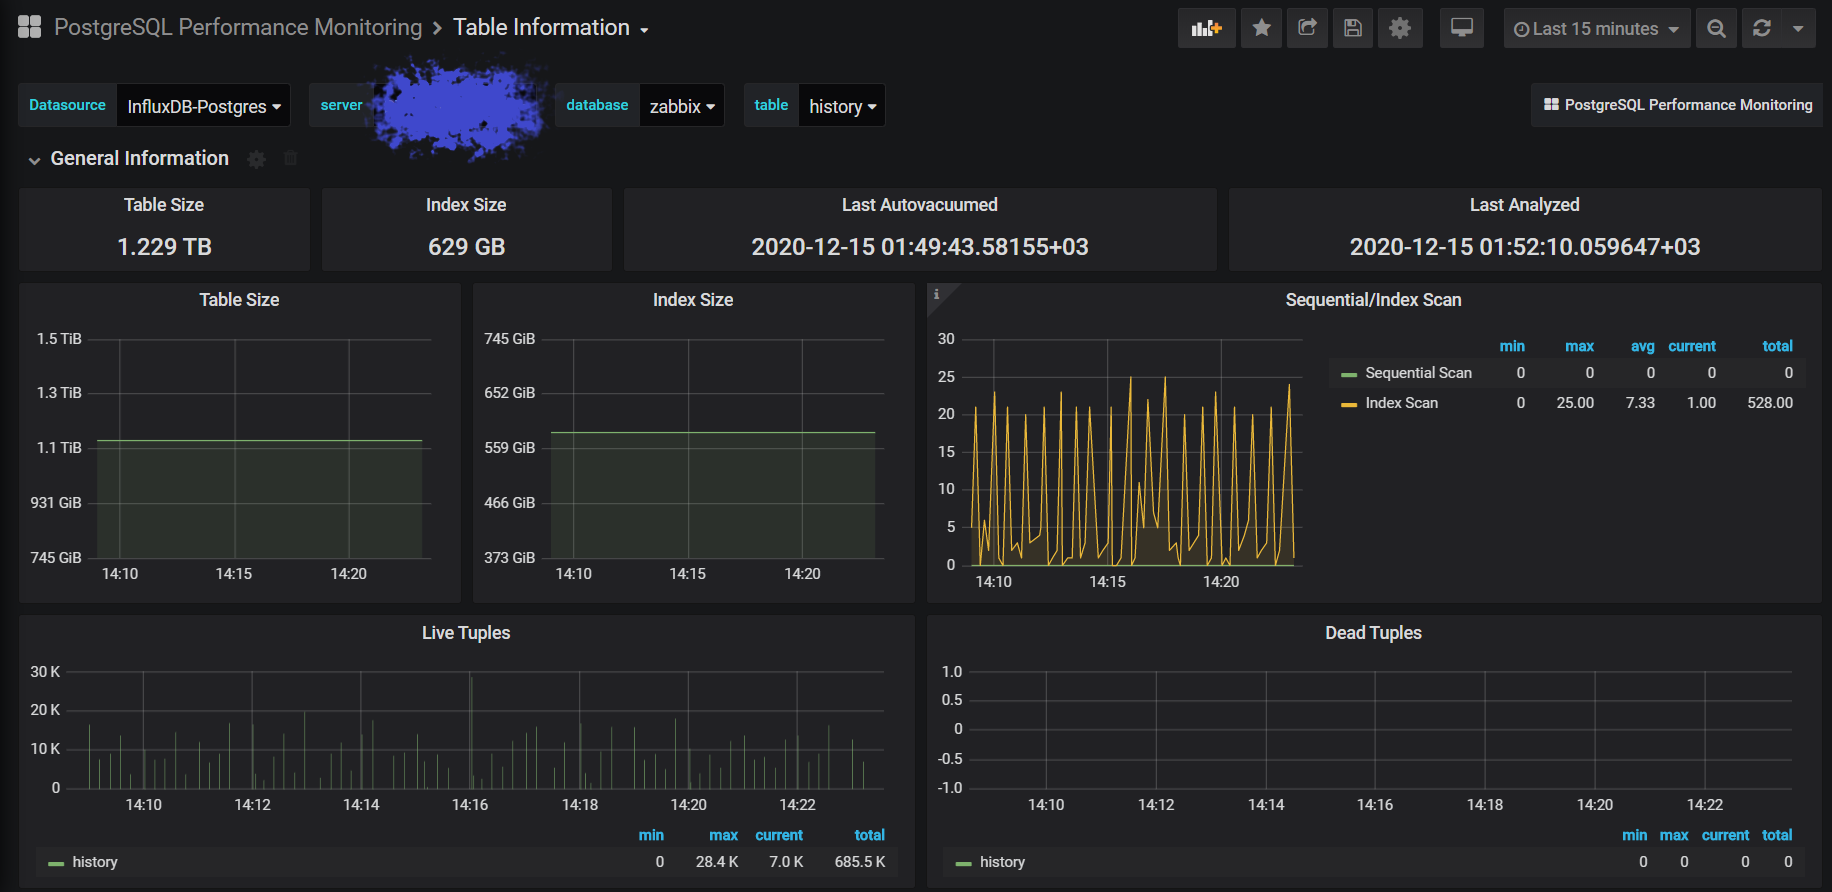 PostgreSQL Performance Monitoring > Table Information
Last 15 minutes
Datasource InfluxDB-Postgres server database zabbix table history
PostgreSQL Performance Monitoring
General Information
Table Size
1.229 TB
Index Size
629 GB
Last Autovacuumed
2020-12-15 01:49:43.58155+03
Last Analyzed
2020-12-15 01:52:10.059647+03
Table Size
1.5 TiB
1.3 TiB
1.1 TiB
931 GiB
745 GiB
14:10 14:15 14:20
Index Size
745 GiB
652 GiB
559 GiB
466 GiB
373 GiB
14:10 14:15 14:20
i
Sequential/Index Scan
30
25
20
15
10
5
0
14:10 14:15 14:20
min max avg current total
Sequential Scan 0 0 0 0 0
Index Scan 0 25.00 7.33 1.00 528.00
Live Tuples
30 K
20 K
10 K
0
14:10 14:12 14:14 14:16 14:18 14:20 14:22
min max current total
history 0 28.4 K 7.0 K 685.5 K
Dead Tuples
1.0
0.5
0
-0.5
-1.0
14:10 14:12 14:14 14:16 14:18 14:20 14:22
min max current total
history 0 0 0 0